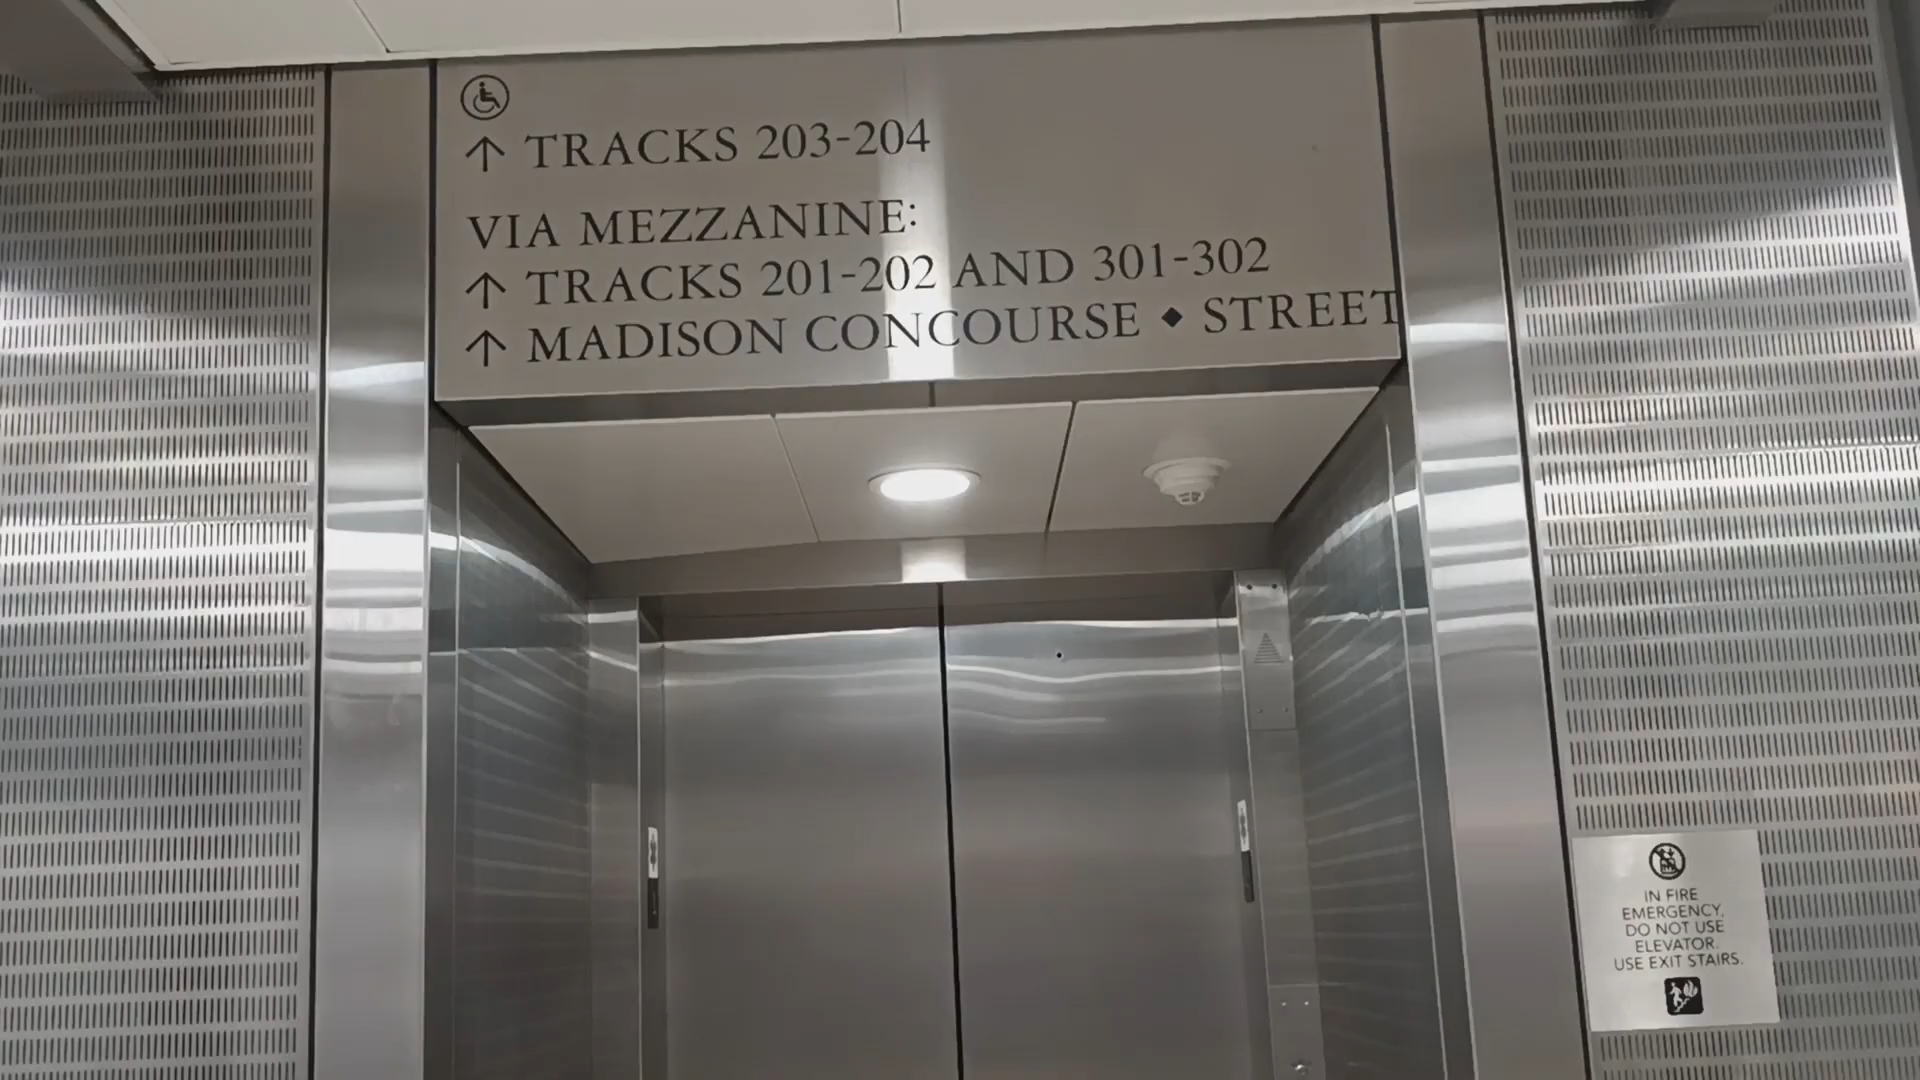 ↑ TRACKS 203-204
VIA MEZZANINE:
↑ TRACKS 201-202 AND 301-302
↑ MADISON CONCOURSE ◆ STREET
IN FIRE
EMERGENCY,
DO NOT USE
ELEVATOR.
USE EXIT STAIRS.